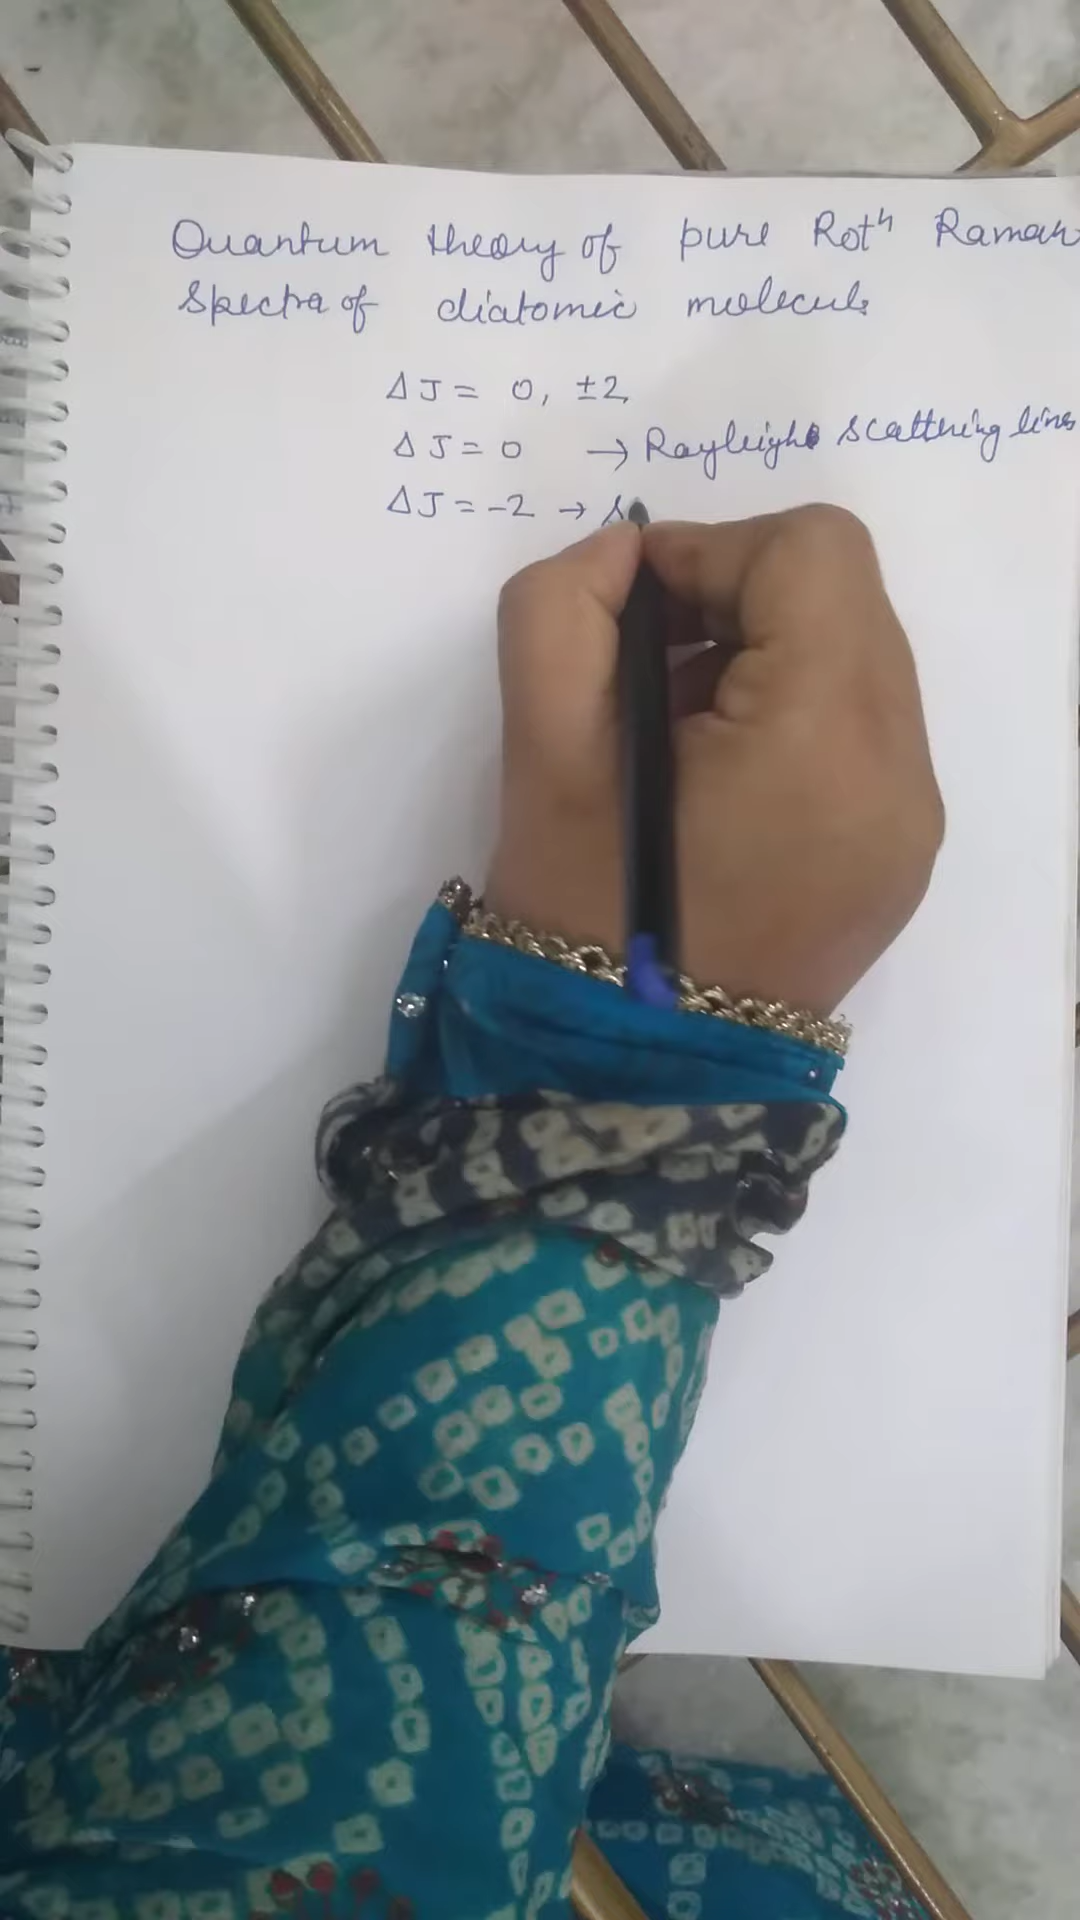 Quantum theory of pure Rotⁿ Raman
Spectra of diatomic molecule
ΔJ = 0, ±2,
ΔJ = 0 → Rayleigh scattering lines
ΔJ = -2 →